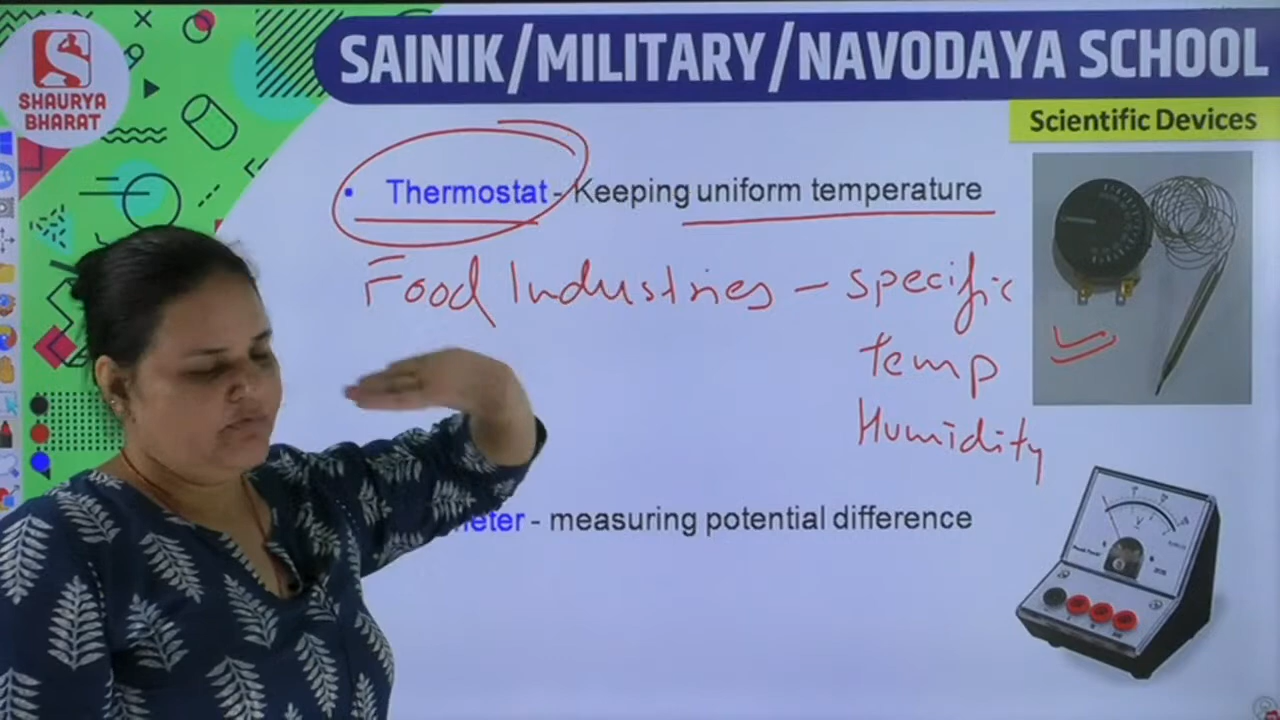 SHAURYA
BHARAT
SAINIK/MILITARY/NAVODAYA SCHOOL
Scientific Devices
• Thermostat - Keeping uniform temperature
Food Industries - specific
temp
Humidity
meter - measuring potential difference